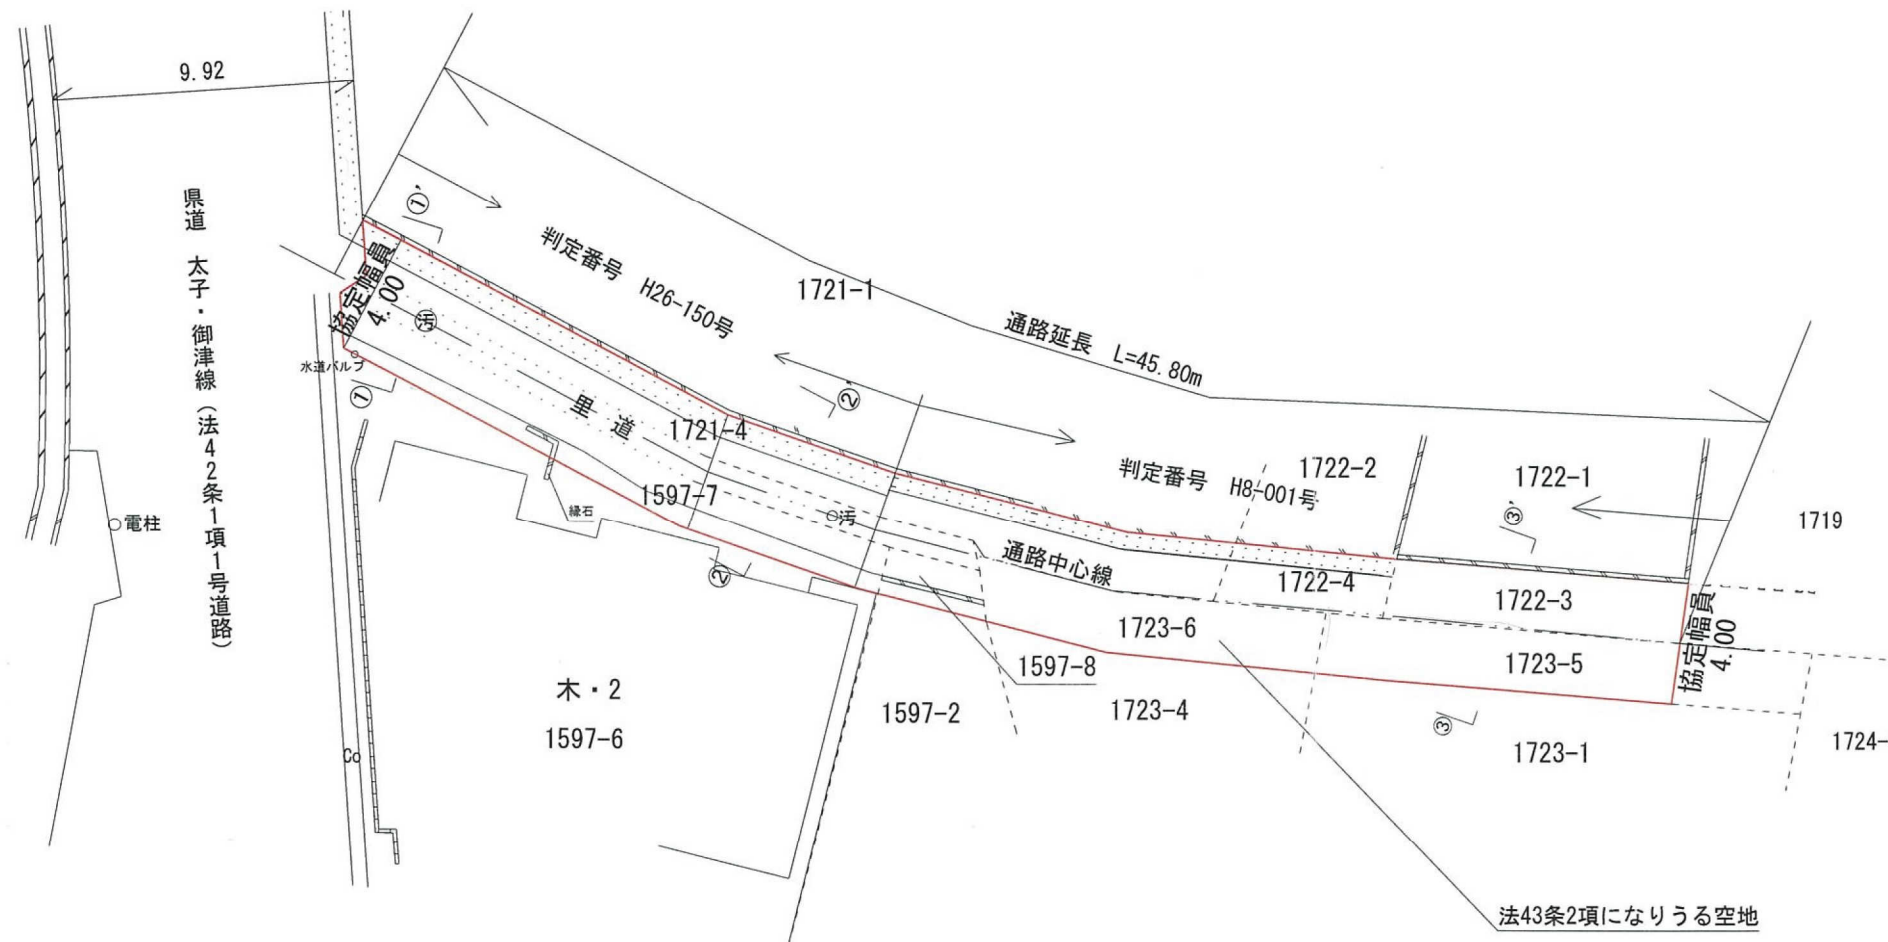 9.92
県道 太子・御津線(法42条1項1号道路)
電柱
①'
協定幅員
4.00
汚
水道バルブ
①
判定番号 H26-150号
1721-1
通路延長 L=45.80m
②'
里道
1721-4
1597-7
縁石
②
汚
判定番号 H8-001号
1722-2
1722-1
③'
1719
通路中心線
1722-4
1722-3
1723-6
1723-5
協定幅員
4.00
1597-8
木・2
1597-6
1597-2
1723-4
③
1723-1
1724-
Co
法43条2項になりうる空地